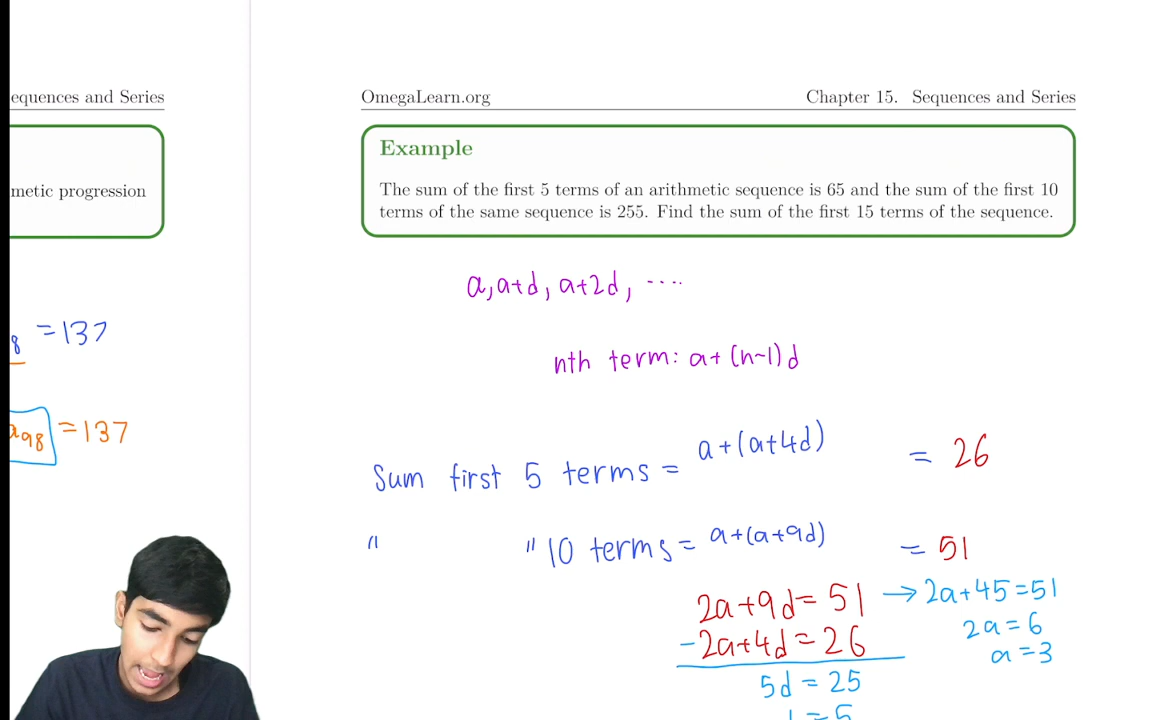 equences and Series
metic progression
8 = 137
a98 = 137
OmegaLearn.org
Chapter 15. Sequences and Series
Example
The sum of the first 5 terms of an arithmetic sequence is 65 and the sum of the first 10
terms of the same sequence is 255. Find the sum of the first 15 terms of the sequence.
a, a+d, a+2d, ....
nth term: a+(n-1)d
Sum first 5 terms = a+(a+4d) = 26
" " 10 terms = a+(a+9d) = 51
2a+9d=51 → 2a+45=51
-2a+4d=26
2a=6
a=3
5d=25
d=5